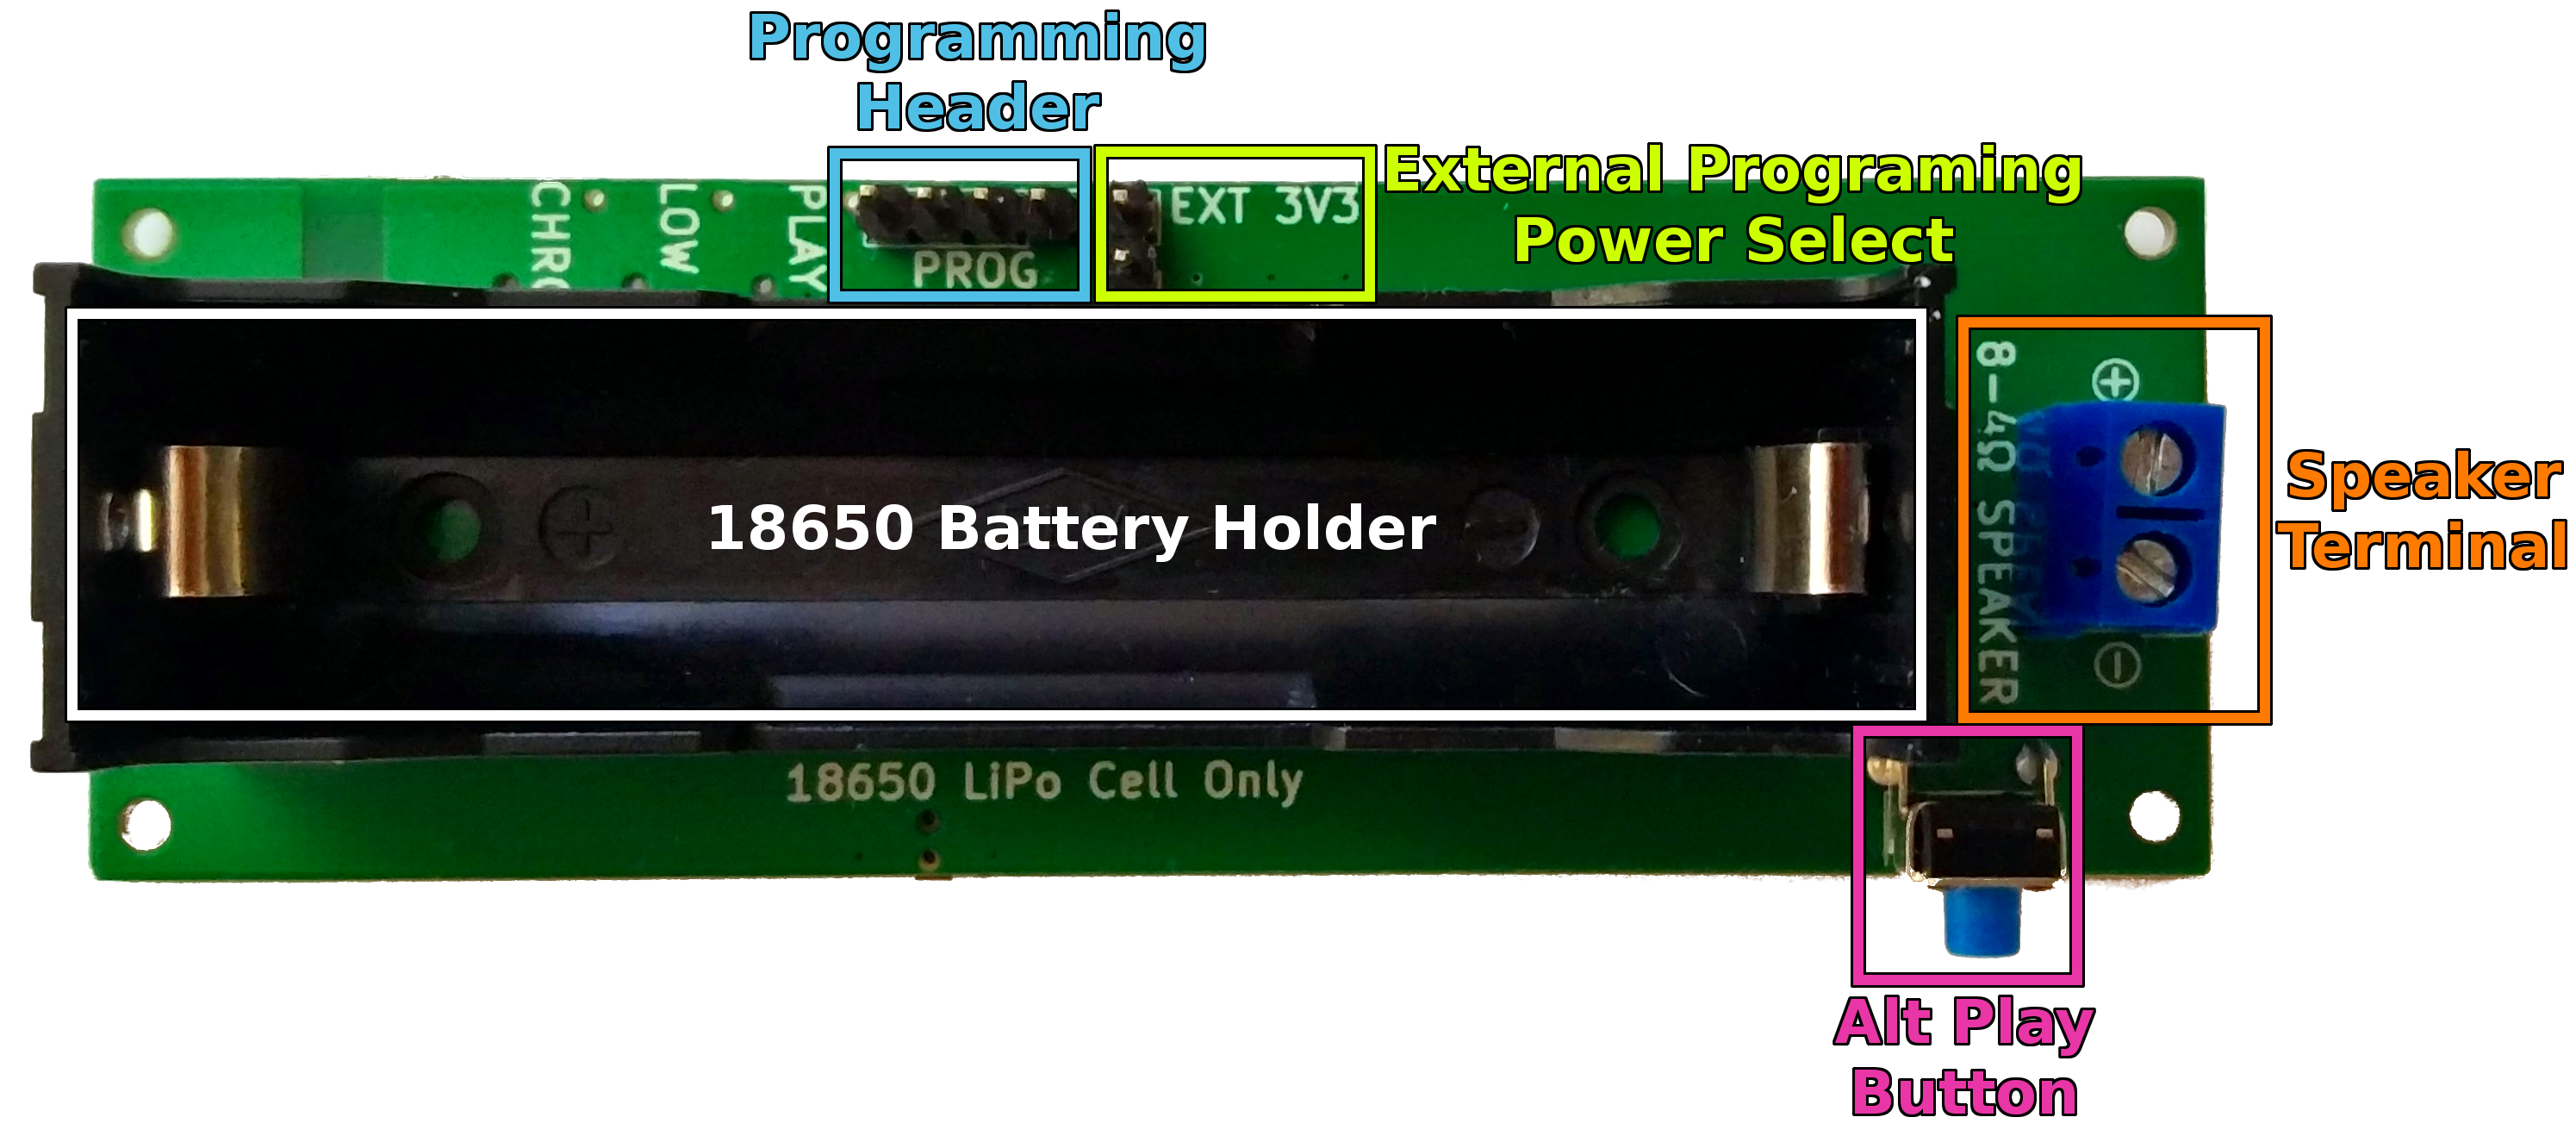 Programming
Header
External Programing
Power Select
CHRG
LOW
PLAY
PROG
EXT 3V3
18650 Battery Holder
8-4Ω SPEAKER
Speaker
Terminal
18650 LiPo Cell Only
Alt Play
Button